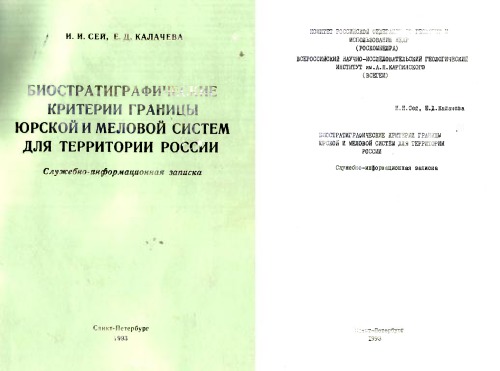 И. И. СЕЙ, Е. Д. КАЛАЧЕВА
БИОСТРАТИГРАФИЧЕСКИЕ
КРИТЕРИИ ГРАНИЦЫ
ЮРСКОЙ И МЕЛОВОЙ СИСТЕМ
ДЛЯ ТЕРРИТОРИИ РОССИИ
Служебно-информационная записка
Санкт-Петербург
1993
КОМИТЕТ РОССИЙСКОЙ ФЕДЕРАЦИИ ПО ГЕОЛОГИИ И
ИСПОЛЬЗОВАНИЮ НЕДР
(РОСКОМНЕДРА)
ВСЕРОССИЙСКИЙ НАУЧНО-ИССЛЕДОВАТЕЛЬСКИЙ ГЕОЛОГИЧЕСКИЙ
ИНСТИТУТ им.А.П.КАРПИНСКОГО
(ВСЕГЕИ)
И.И.Сей, Е.Д.Калачева
БИОСТРАТИГРАФИЧЕСКИЕ КРИТЕРИИ ГРАНИЦЫ
ЮРСКОЙ И МЕЛОВОЙ СИСТЕМ ДЛЯ ТЕРРИТОРИИ
РОССИИ
Служебно-информационная записка
Санкт-Петербург
1993